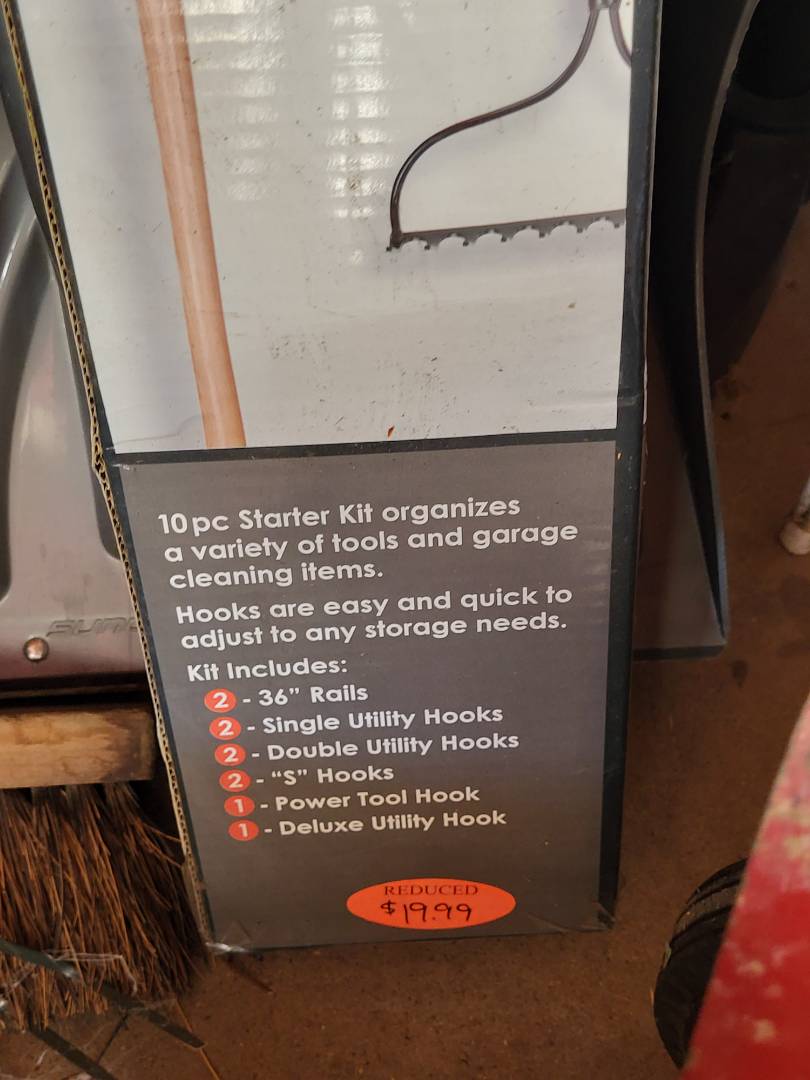 10pc Starter Kit organizes
a variety of tools and garage
cleaning items.
Hooks are easy and quick to
adjust to any storage needs.
Kit Includes:
2 - 36” Rails
2 - Single Utility Hooks
2 - Double Utility Hooks
2 - “S” Hooks
1 - Power Tool Hook
1 - Deluxe Utility Hook
REDUCED
$19.99